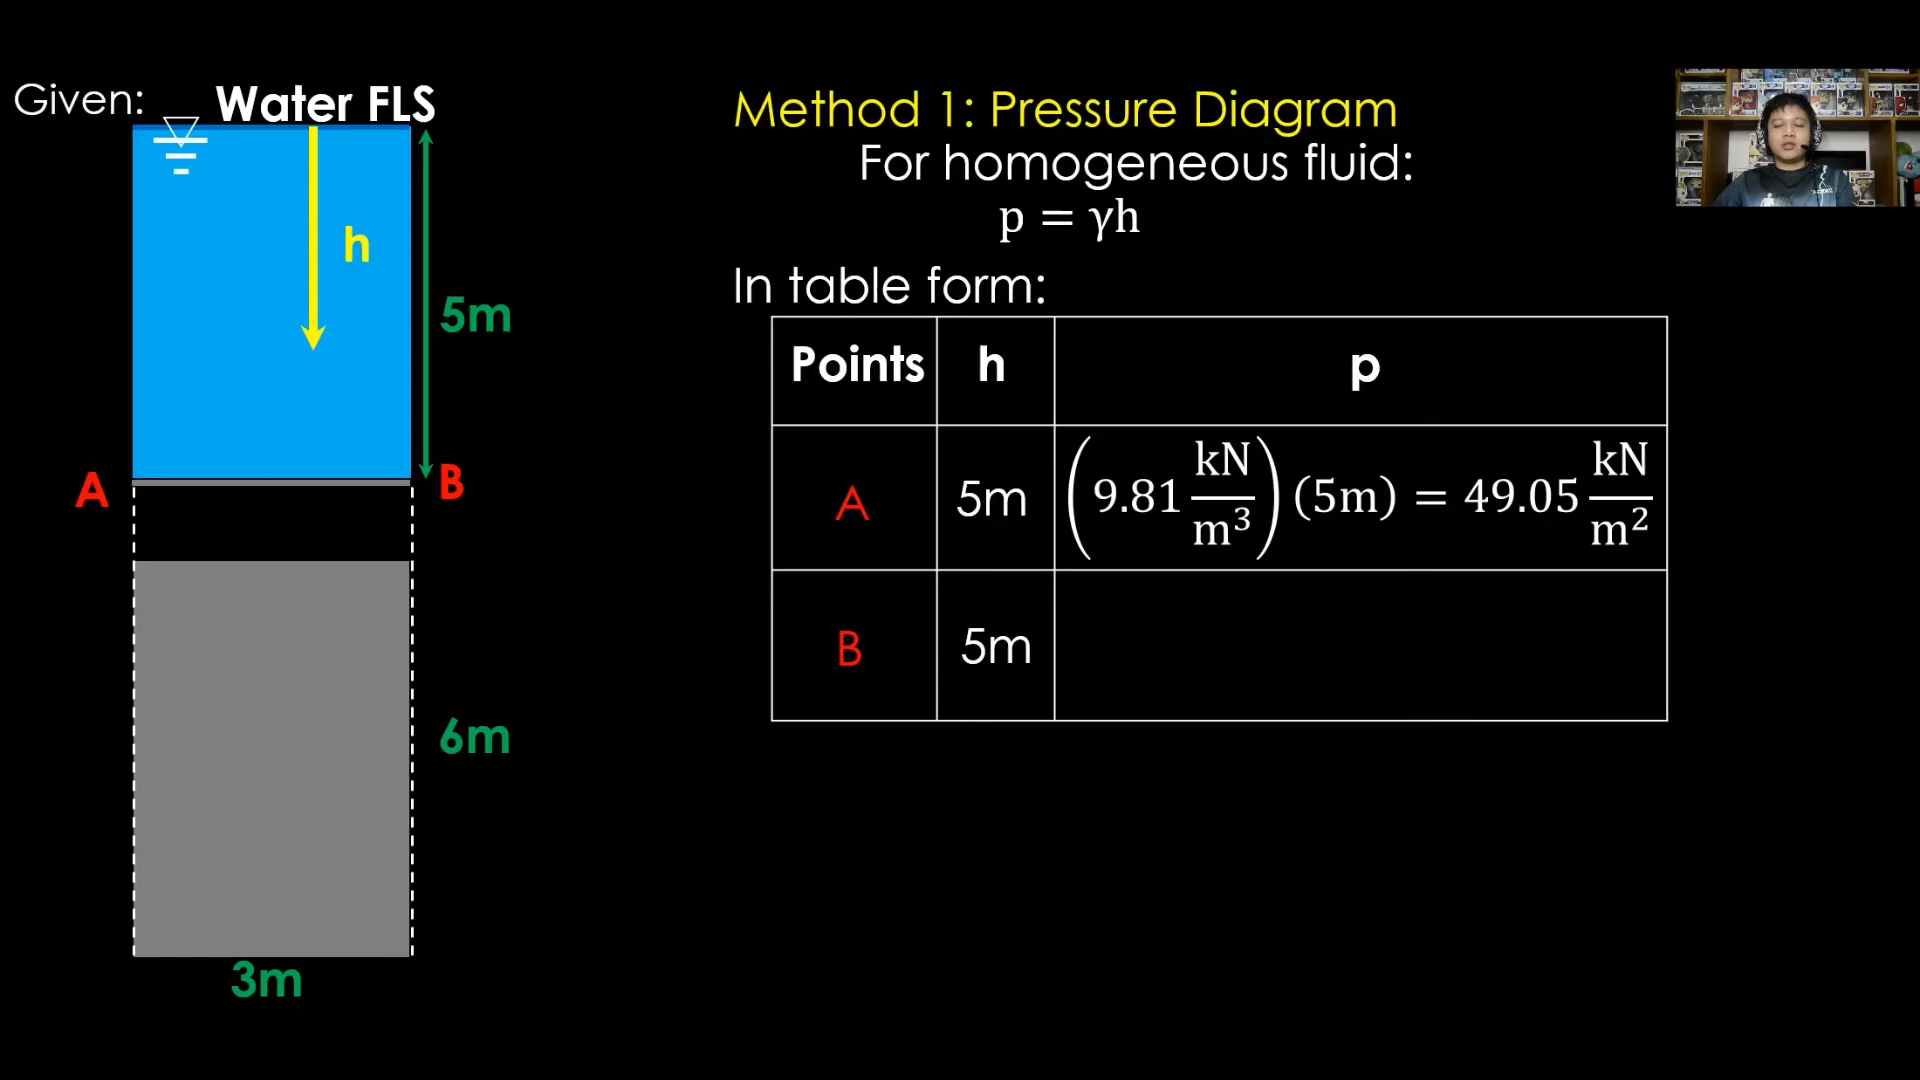 Given:
Water FLS
h
5m
A
B
6m
3m
Method 1: Pressure Diagram
For homogeneous fluid:
p = γh
In table form:
Points h p
A 5m (9.81 kN/m³)(5m) = 49.05 kN/m²
B 5m